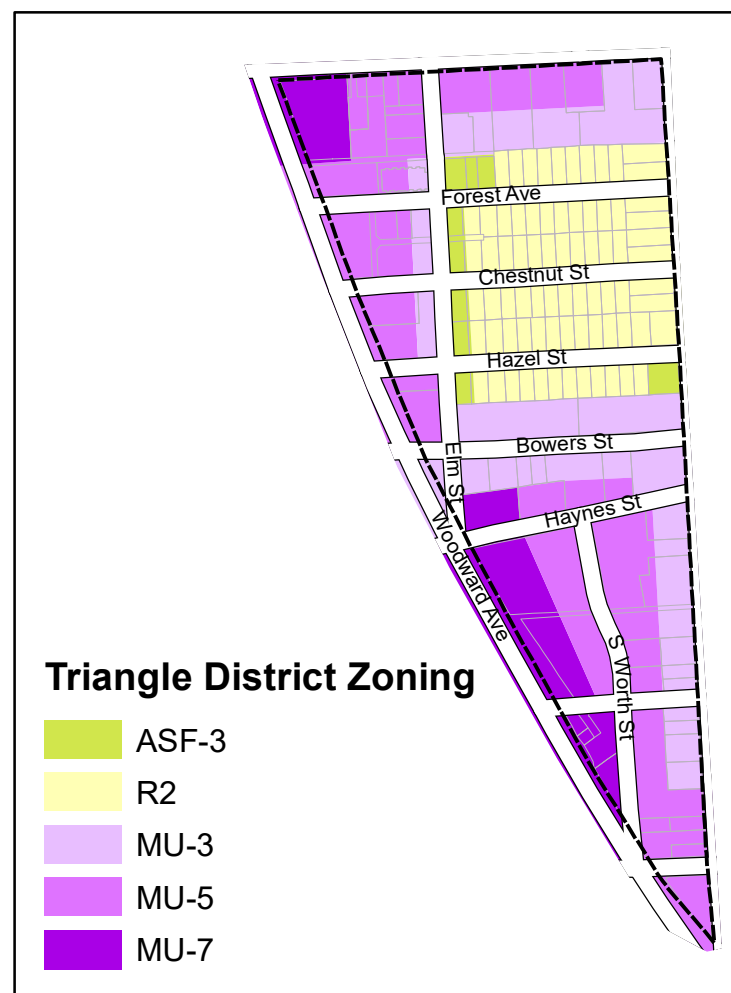 Forest Ave
Chestnut St
Hazel St
Bowers St
Elm St
Haynes St
Woodward Ave
S Worth St
Triangle District Zoning
ASF-3
R2
MU-3
MU-5
MU-7